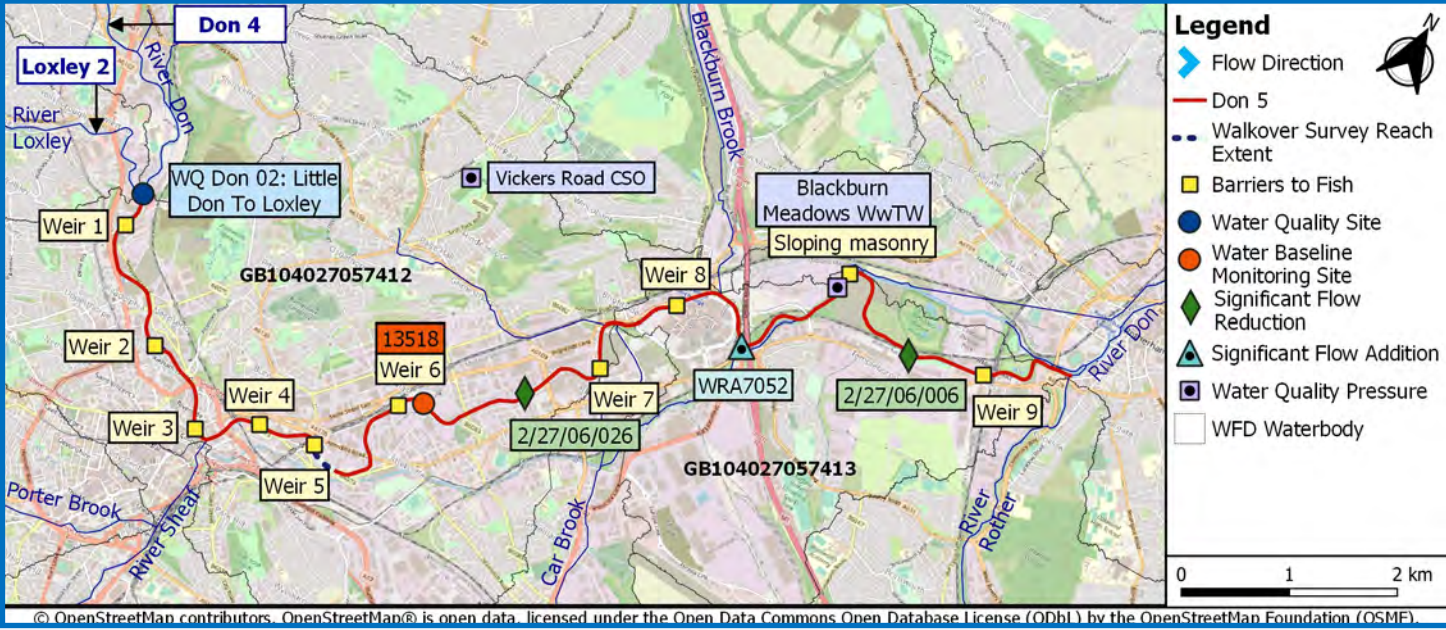 Don 4
Loxley 2
River Don
River
Loxley
WQ Don 02: Little
Don To Loxley
Vickers Road CSO
Blackburn Brook
Blackburn
Meadows WwTW
Sloping masonry
Weir 1
GB104027057412
Weir 8
Weir 2
13518
Weir 6
Weir 4
Weir 3
Weir 5
2/27/06/026
Weir 7
WRA7052
2/27/06/006
Weir 9
River Don
GB104027057413
Porter Brook
River Sheaf
Car Brook
River
Rother
Legend
N
Flow Direction
Don 5
Walkover Survey Reach
Extent
Barriers to Fish
Water Quality Site
Water Baseline
Monitoring Site
Significant Flow
Reduction
Significant Flow Addition
Water Quality Pressure
WFD Waterbody
0 1 2 km
© OpenStreetMap contributors. OpenStreetMap® is open data, licensed under the Open Data Commons Open Database License (ODbL) by the OpenStreetMap Foundation (OSMF).